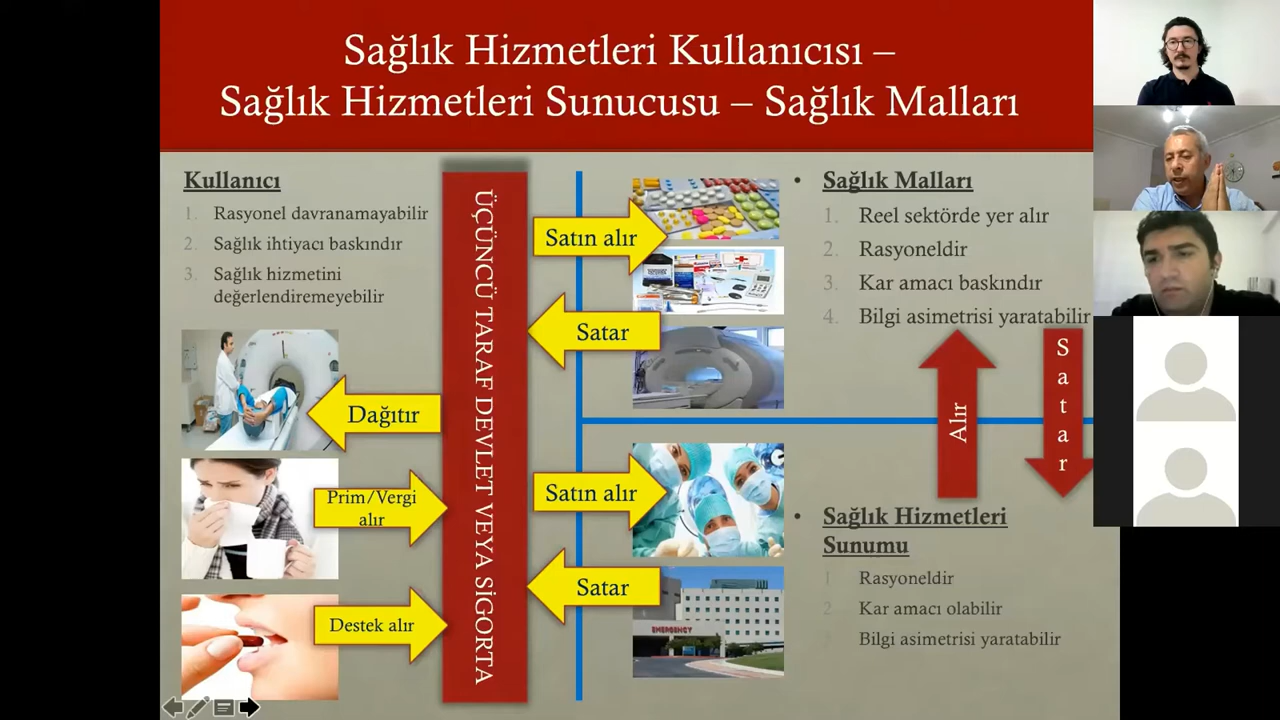 Sağlık Hizmetleri Kullanıcısı –
Sağlık Hizmetleri Sunucusu – Sağlık Malları
Kullanıcı
1. Rasyonel davranamayabilir
2. Sağlık ihtiyacı baskındır
3. Sağlık hizmetini
değerlendiremeyebilir
Dağıtır
Prim/Vergi
alır
Destek alır
ÜÇÜNCÜ TARAF DEVLET VEYA SİGORTA
Satın alır
Satar
Satın alır
Satar
EMERGENCY
• Sağlık Malları
1. Reel sektörde yer alır
2. Rasyoneldir
3. Kar amacı baskındır
4. Bilgi asimetrisi yaratabilir
Alır
Satar
• Sağlık Hizmetleri
Sunumu
1 Rasyoneldir
2 Kar amacı olabilir
Bilgi asimetrisi yaratabilir